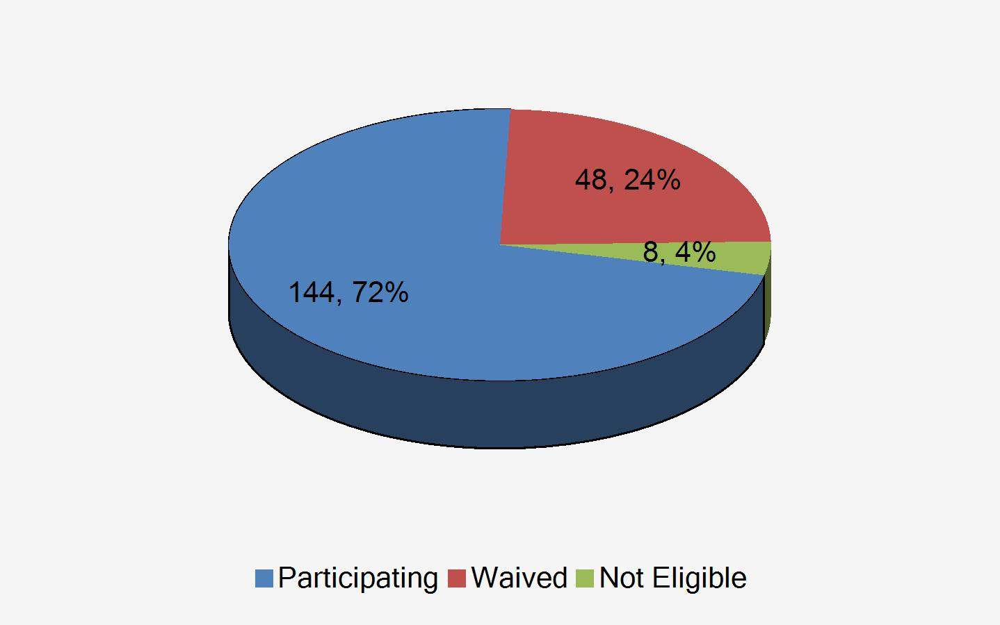 48, 24%
8, 4%
144, 72%
Participating Waived Not Eligible